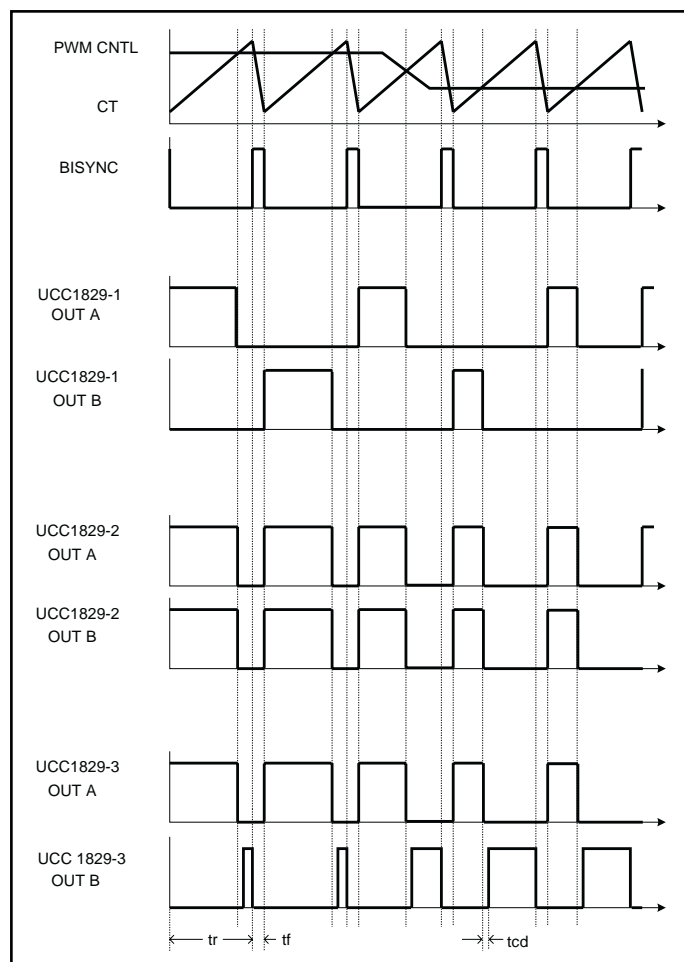 PWM CNTL
CT
BISYNC
UCC1829-1
OUT A
UCC1829-1
OUT B
UCC1829-2
OUT A
UCC1829-2
OUT B
UCC1829-3
OUT A
UCC 1829-3
OUT B
tr
tf
tcd